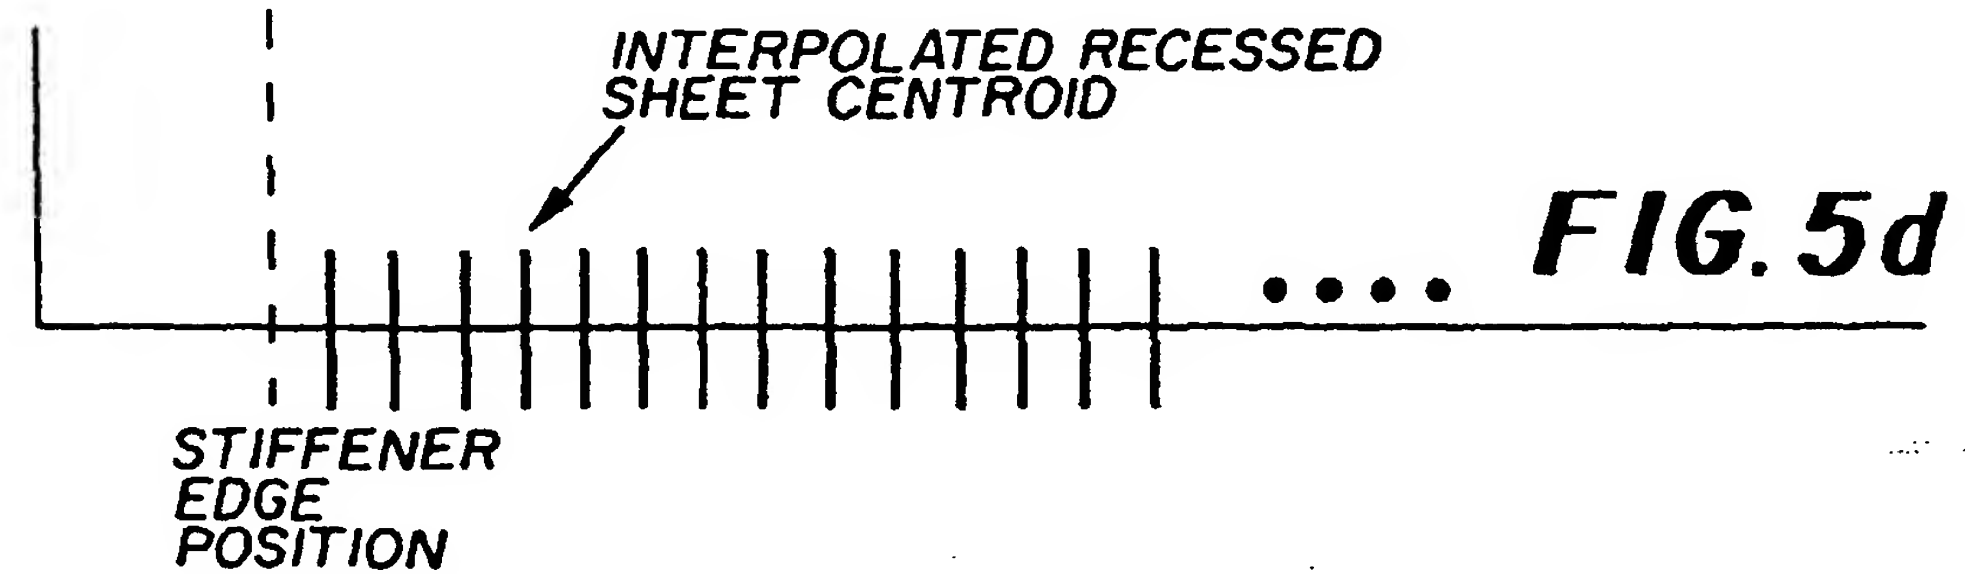 INTERPOLATED RECESSED
SHEET CENTROID
FIG. 5d
STIFFENER
EDGE
POSITION